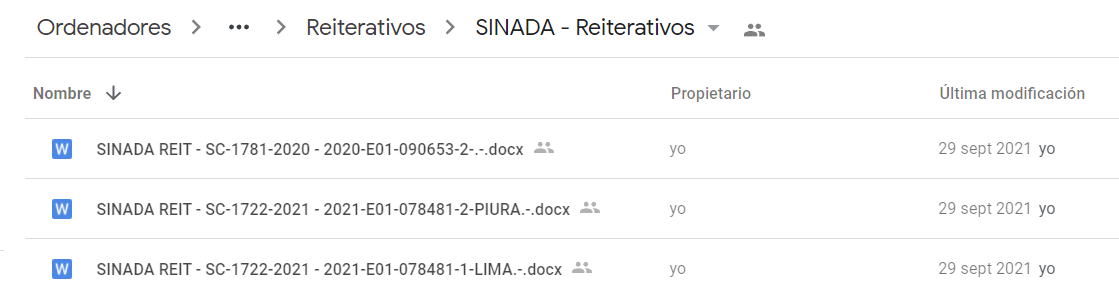 Ordenadores > ••• > Reiterativos > SINADA - Reiterativos
Nombre Propietario Última modificación
W SINADA REIT - SC-1781-2020 - 2020-E01-090653-2-.-.docx yo 29 sept 2021 yo
W SINADA REIT - SC-1722-2021 - 2021-E01-078481-2-PIURA.-.docx yo 29 sept 2021 yo
W SINADA REIT - SC-1722-2021 - 2021-E01-078481-1-LIMA.-.docx yo 29 sept 2021 yo